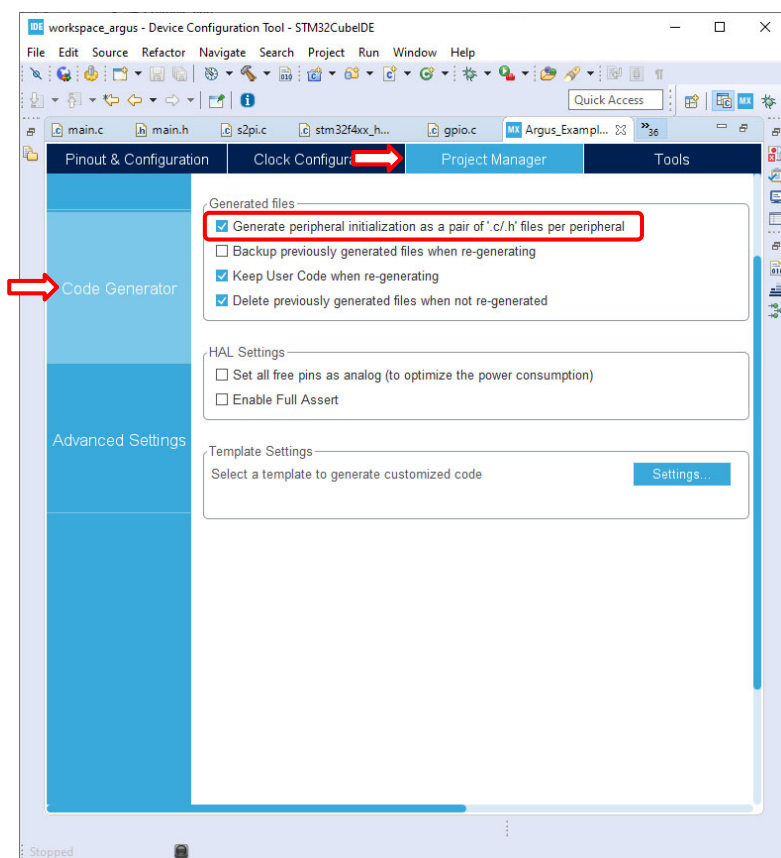 IDE workspace_argus - Device Configuration Tool - STM32CubeIDE
File Edit Source Refactor Navigate Search Project Run Window Help
Quick Access
MX
main.c main.h s2pi.c stm32f4xx_h... gpio.c MX Argus_Exampl... »36
Pinout & Configuration Clock Configura Project Manager Tools
Generated files
Generate peripheral initialization as a pair of '.c/.h' files per peripheral
Backup previously generated files when re-generating
Keep User Code when re-generating
Delete previously generated files when not re-generated
Code Generator
HAL Settings
Set all free pins as analog (to optimize the power consumption)
Enable Full Assert
Advanced Settings
Template Settings
Select a template to generate customized code Settings...
Stopped